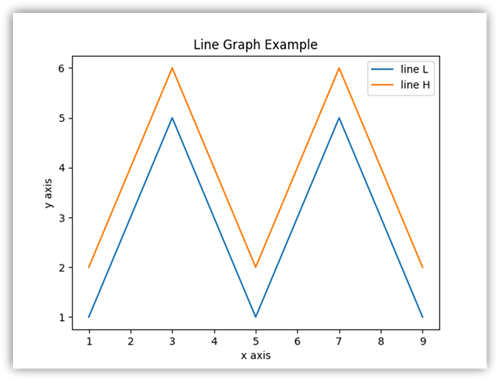 Line Graph Example
line L
line H
y axis
6
5
4
3
2
1
1 2 3 4 5 6 7 8 9
x axis